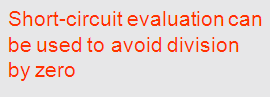 Short-circuit evaluation can
be used to avoid division
by zero